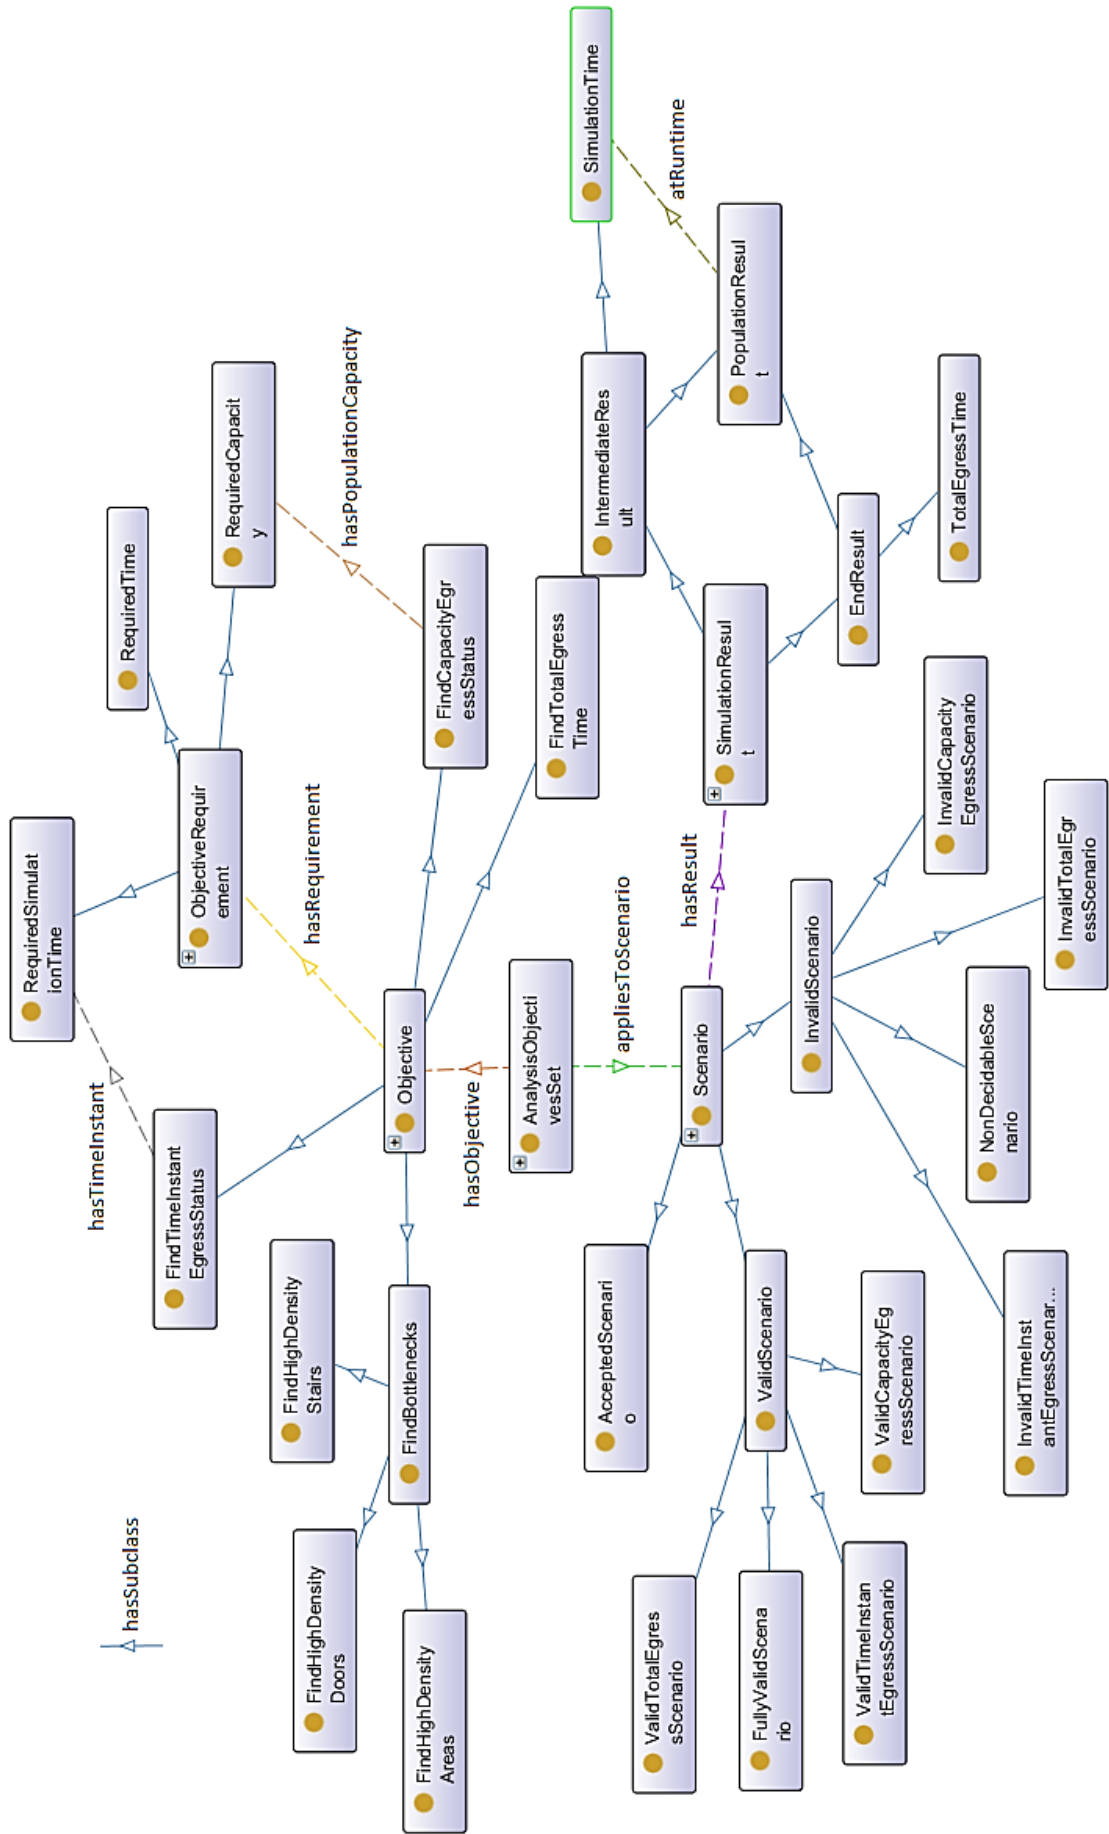 hasSubclass
hasTimeInstant
RequiredSimulat
ionTime
RequiredTime
FindTimeInstant
EgressStatus
ObjectiveRequir
ement
RequiredCapacit
y
FindHighDensity
Doors
FindHighDensity
Stairs
hasRequirement
hasPopulationCapacity
FindHighDensity
Areas
FindBottlenecks
Objective
FindCapacityEgr
essStatus
hasObjective
AnalysisObjecti
vesSet
FindTotalEgress
Time
IntermediateRes
ult
SimulationTime
appliesToScenario
atRuntime
AcceptedScenari
o
hasResult
ValidTotalEgres
sScenario
Scenario
SimulationResul
t
PopulationResul
t
FullyValidScena
rio
ValidScenario
InvalidScenario
EndResult
ValidTimeInstan
tEgressScenario
ValidCapacityEg
ressScenario
InvalidCapacity
EgressScenario
TotalEgressTime
NonDecidableSce
nario
InvalidTimeInst
antEgressScenar...
InvalidTotalEgr
essScenario